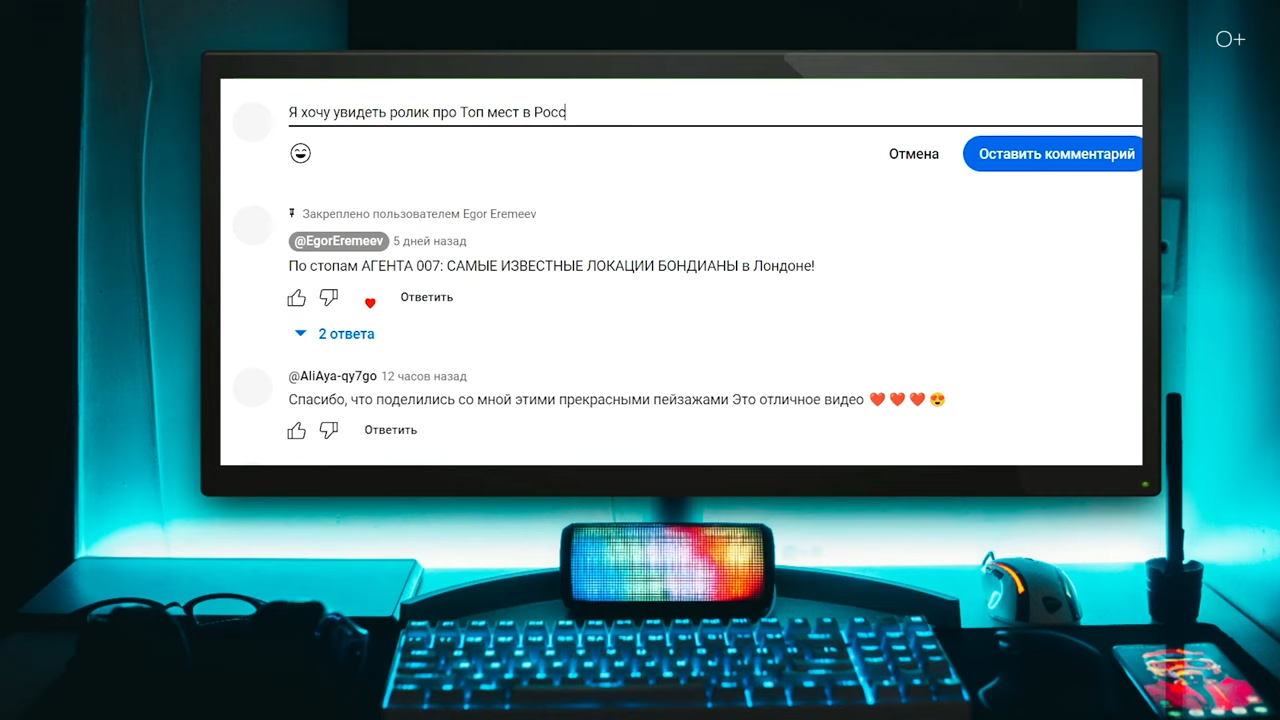 O+
Я хочу увидеть ролик про Топ мест в Росс
Отмена
Оставить комментарий
Закреплено пользователем Egor Eremeev
@EgorEremeev 5 дней назад
По стопам АГЕНТА 007: САМЫЕ ИЗВЕСТНЫЕ ЛОКАЦИИ БОНДИАНЫ в Лондоне!
Ответить
2 ответа
@AliAya-qy7go 12 часов назад
Спасибо, что поделились со мной этими прекрасными пейзажами Это отличное видео
Ответить